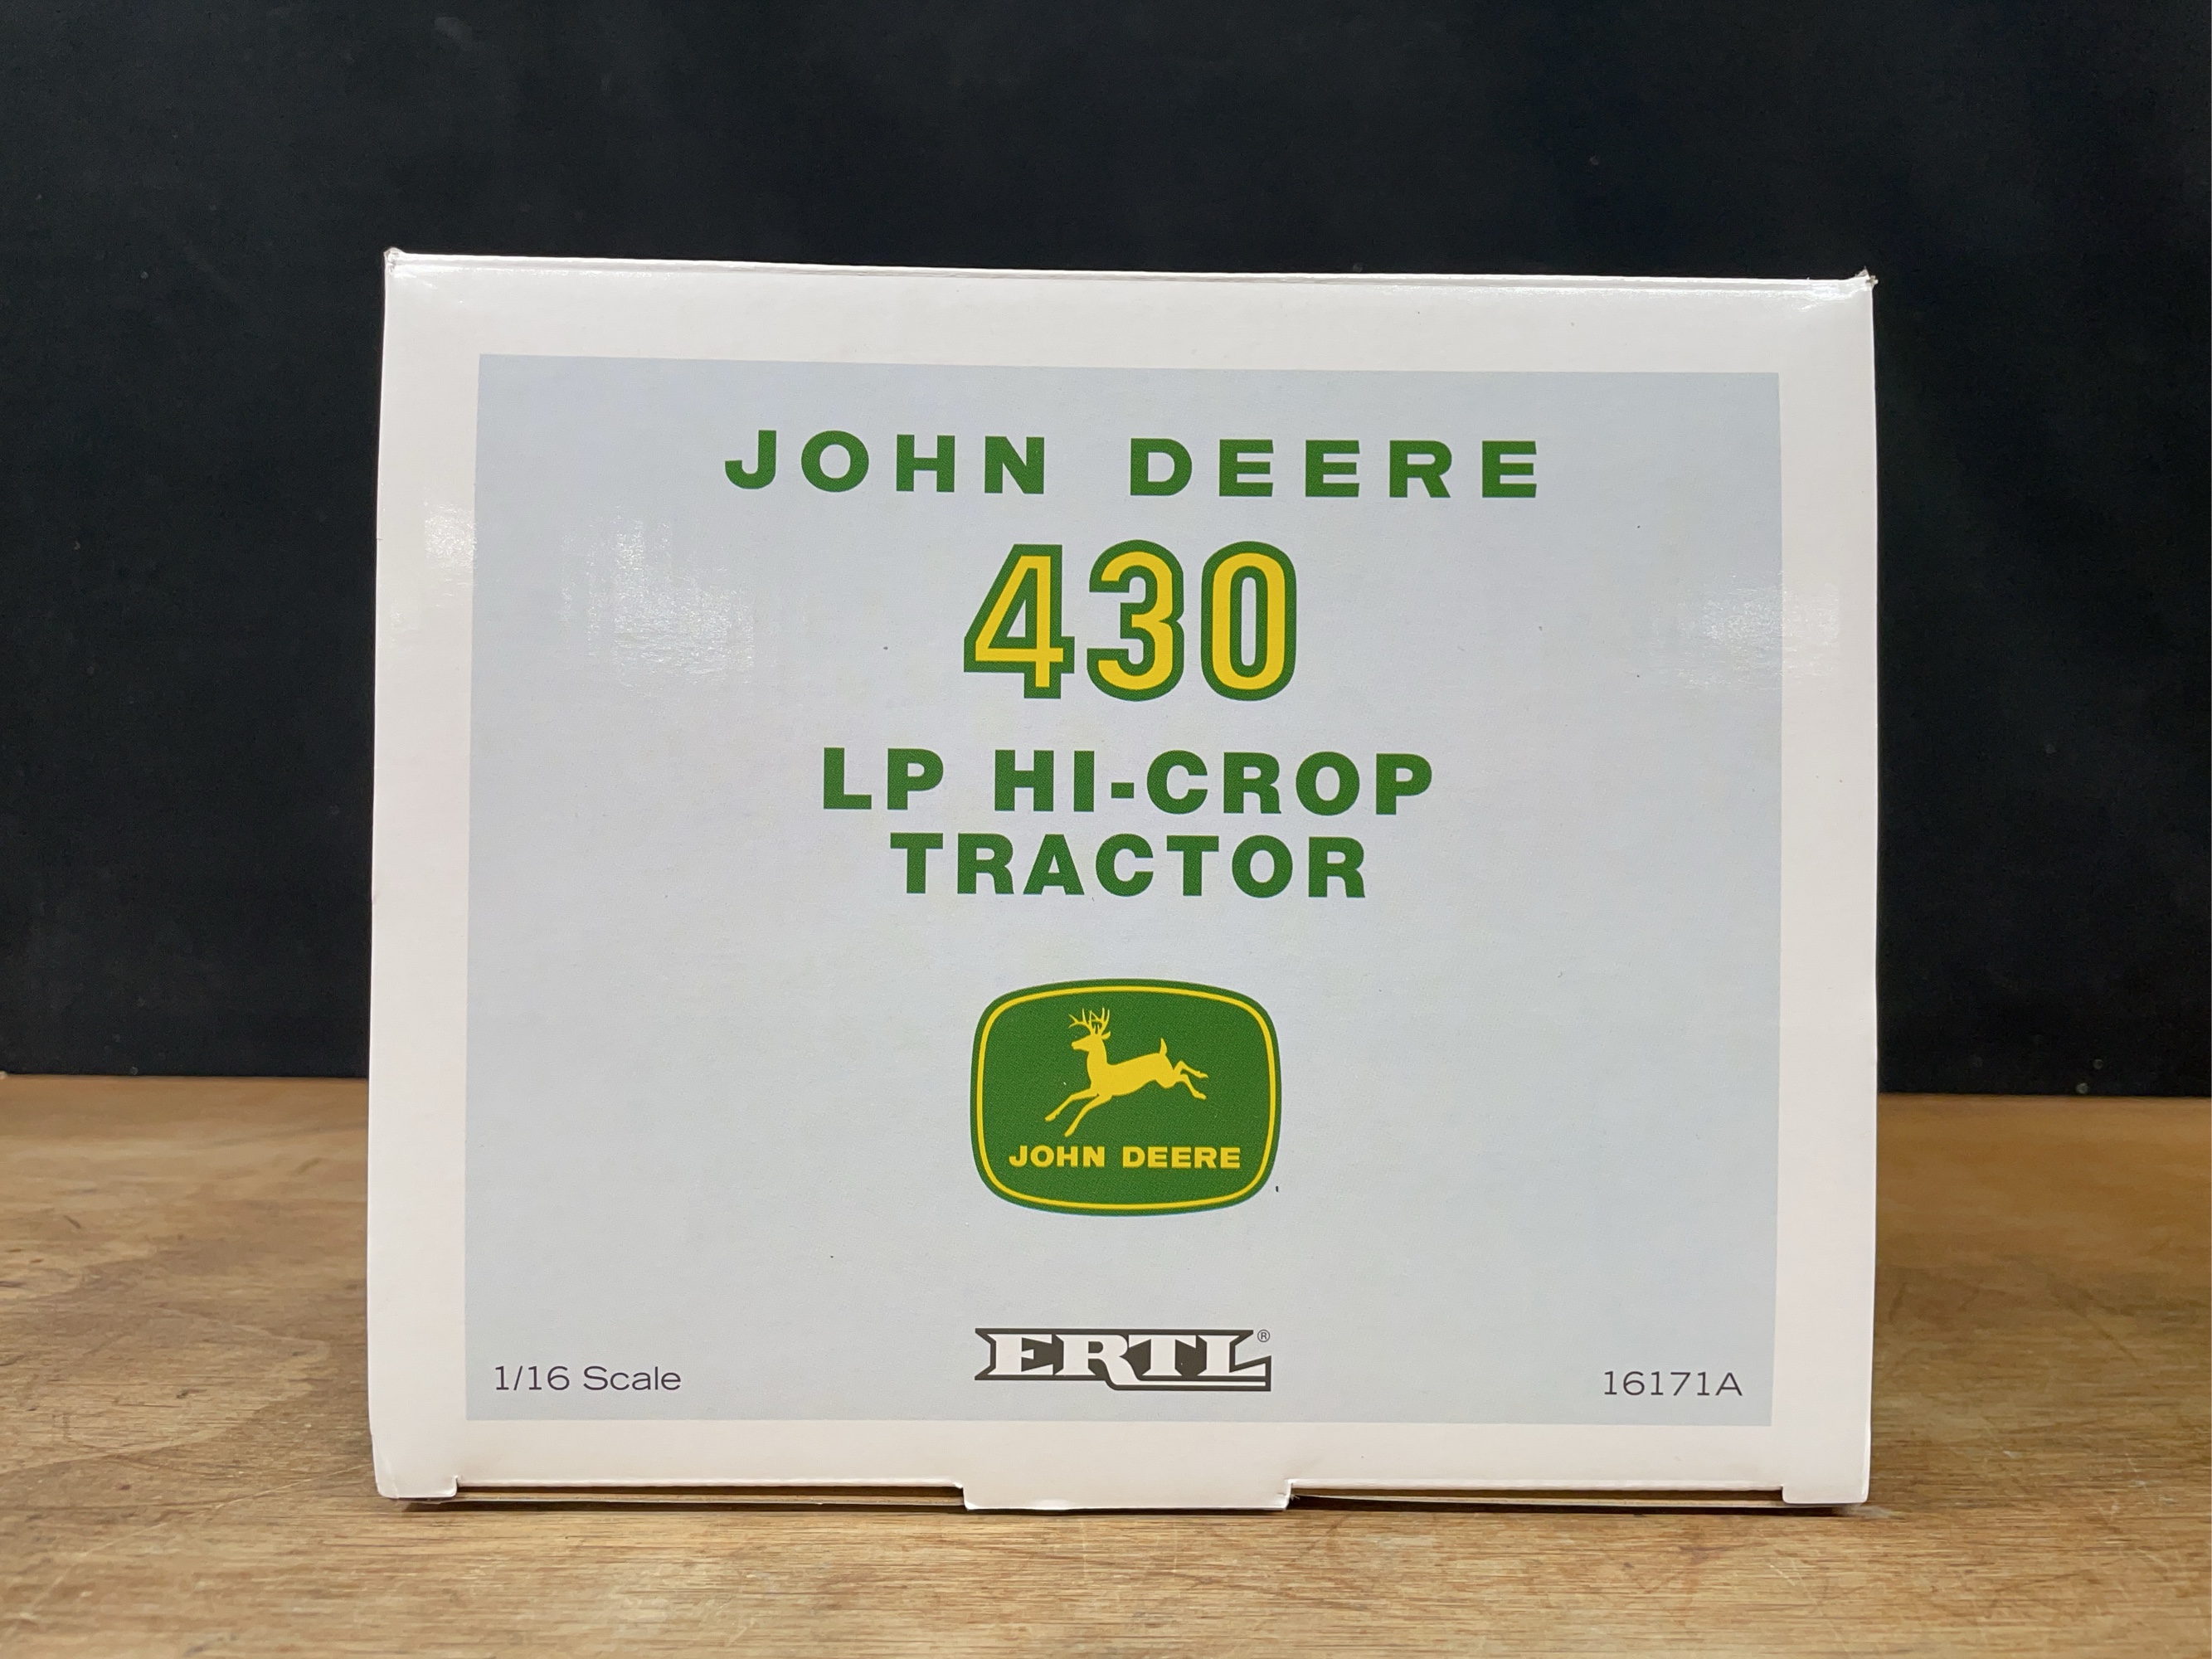 JOHN DEERE
430
LP HI-CROP
TRACTOR
JOHN DEERE
ERTL®
1/16 Scale
16171A